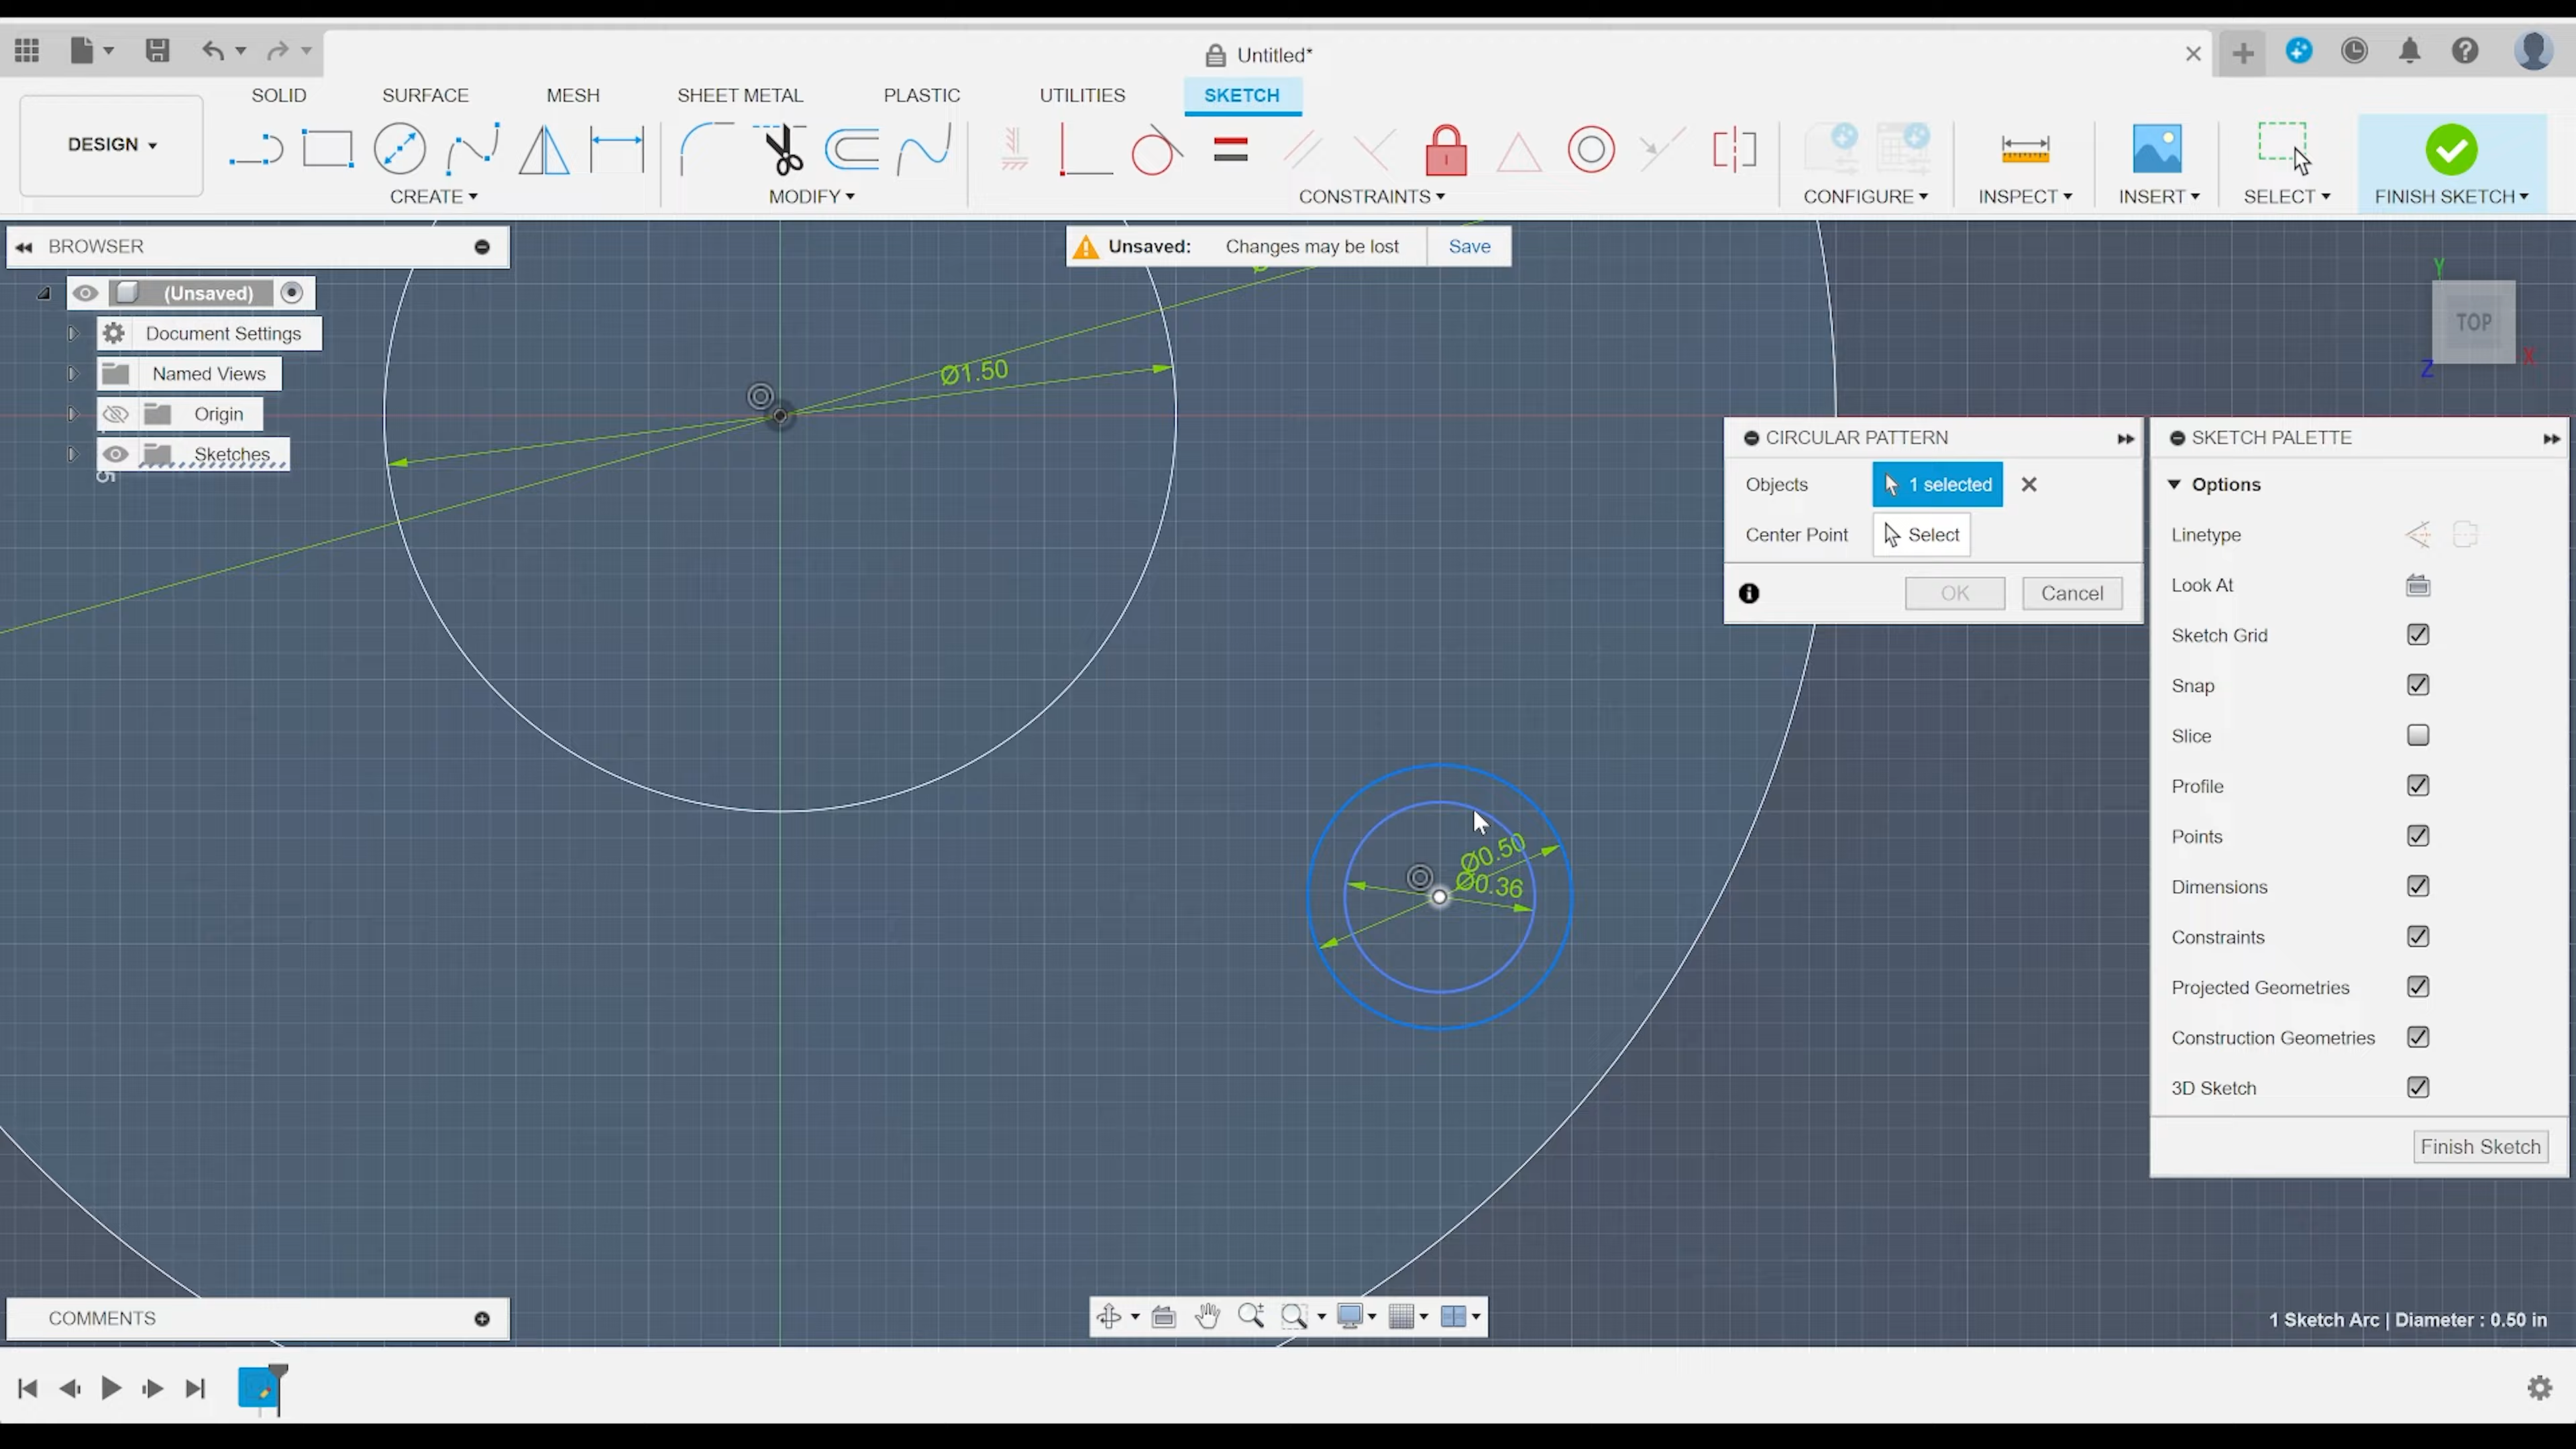 Untitled*
SOLID SURFACE MESH SHEET METAL PLASTIC UTILITIES SKETCH
DESIGN
CREATE MODIFY CONSTRAINTS CONFIGURE INSPECT INSERT SELECT FINISH SKETCH
BROWSER
Unsaved: Changes may be lost Save
(Unsaved)
Document Settings
Named Views
Origin
Sketches
5
Y
TOP
X
Z
Ø1.50
CIRCULAR PATTERN
Objects 1 selected
Center Point Select
OK Cancel
SKETCH PALETTE
Options
Linetype
Look At
Sketch Grid
Snap
Slice
Profile
Points
Dimensions
Constraints
Projected Geometries
Construction Geometries
3D Sketch
Finish Sketch
Ø0.50
Ø0.36
COMMENTS
1 Sketch Arc | Diameter : 0.50 in